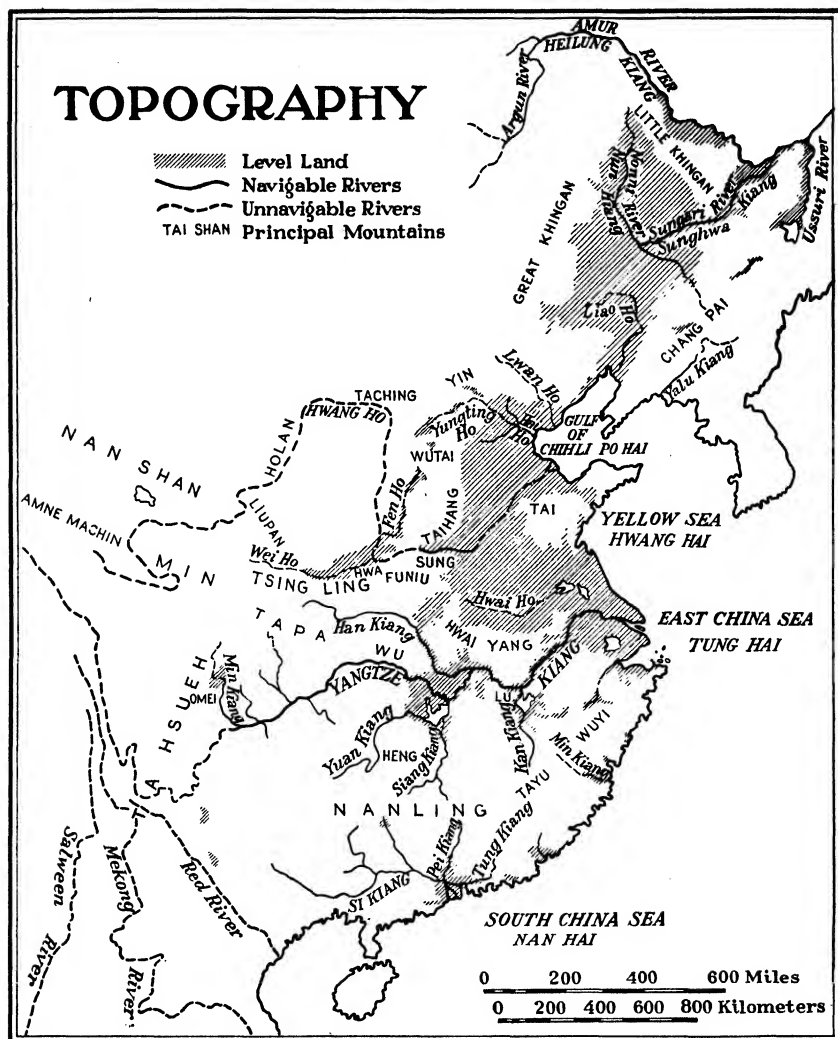 TOPOGRAPHY
Level Land
Navigable Rivers
Unnavigable Rivers
TAI SHAN Principal Mountains
AMUR
HEILUNG
RIVER
KIANG
Argun River
LITTLE KHINGAN
Nonni
River
Kiang
Sungari River
Sunghwa
Kiang
Ussuri River
GREAT KHINGAN
Liao Ho
CHANG PAI
Yalu Kiang
Lwan Ho
YIN
TACHING
HWANG HO
Yungting
Ho
Ho
GULF
OF
CHIHLI PO HAI
WUTAI
HOLAN
NAN SHAN
LIUPAN
Fen Ho
TAIHANG
TAI
YELLOW SEA
HWANG HAI
AMNE MACHIN
MIN
Wei Ho
HWA
SUNG
FUNIU
TSING LING
Hwai Ho
TAPA
Han Kiang
HWAI YANG
WU
EAST CHINA SEA
TUNG HAI
YANGTZE
KIANG
Min Kiang
OMEI
A HSUEH
LU
Yuan Kiang
HENG
Siang Kiang
Kan Kiang
WUYI
Min Kiang
TAYU
NANLING
Pei Kiang
Tung Kiang
SI KIANG
Salween
River
Mekong
River
Red River
SOUTH CHINA SEA
NAN HAI
0 200 400 600 Miles
0 200 400 600 800 Kilometers